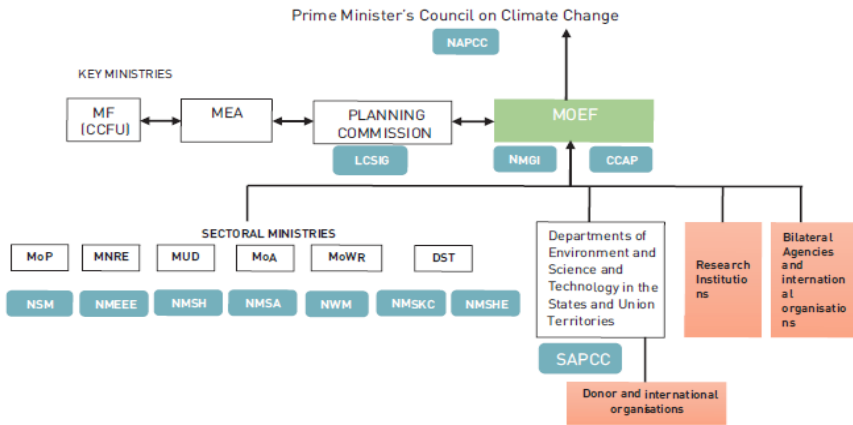 Prime Minister's Council on Climate Change
NAPCC
KEY MINISTRIES
MF
(CCFU)
MEA
PLANNING
COMMISSION
MOEF
LCSIG
NMGI
CCAP
SECTORAL MINISTRIES
MoP
MNRE
MUD
MoA
MoWR
DST
NSM
NMEEE
NMSH
NMSA
NWM
NMSKC
NMSHE
Departments of
Environment and
Science and
Technology in the
States and Union
Territories
SAPCC
Research
Institutio
ns
Bilateral
Agencies
and
internation
al
organisatio
ns
Donor and international
organisations